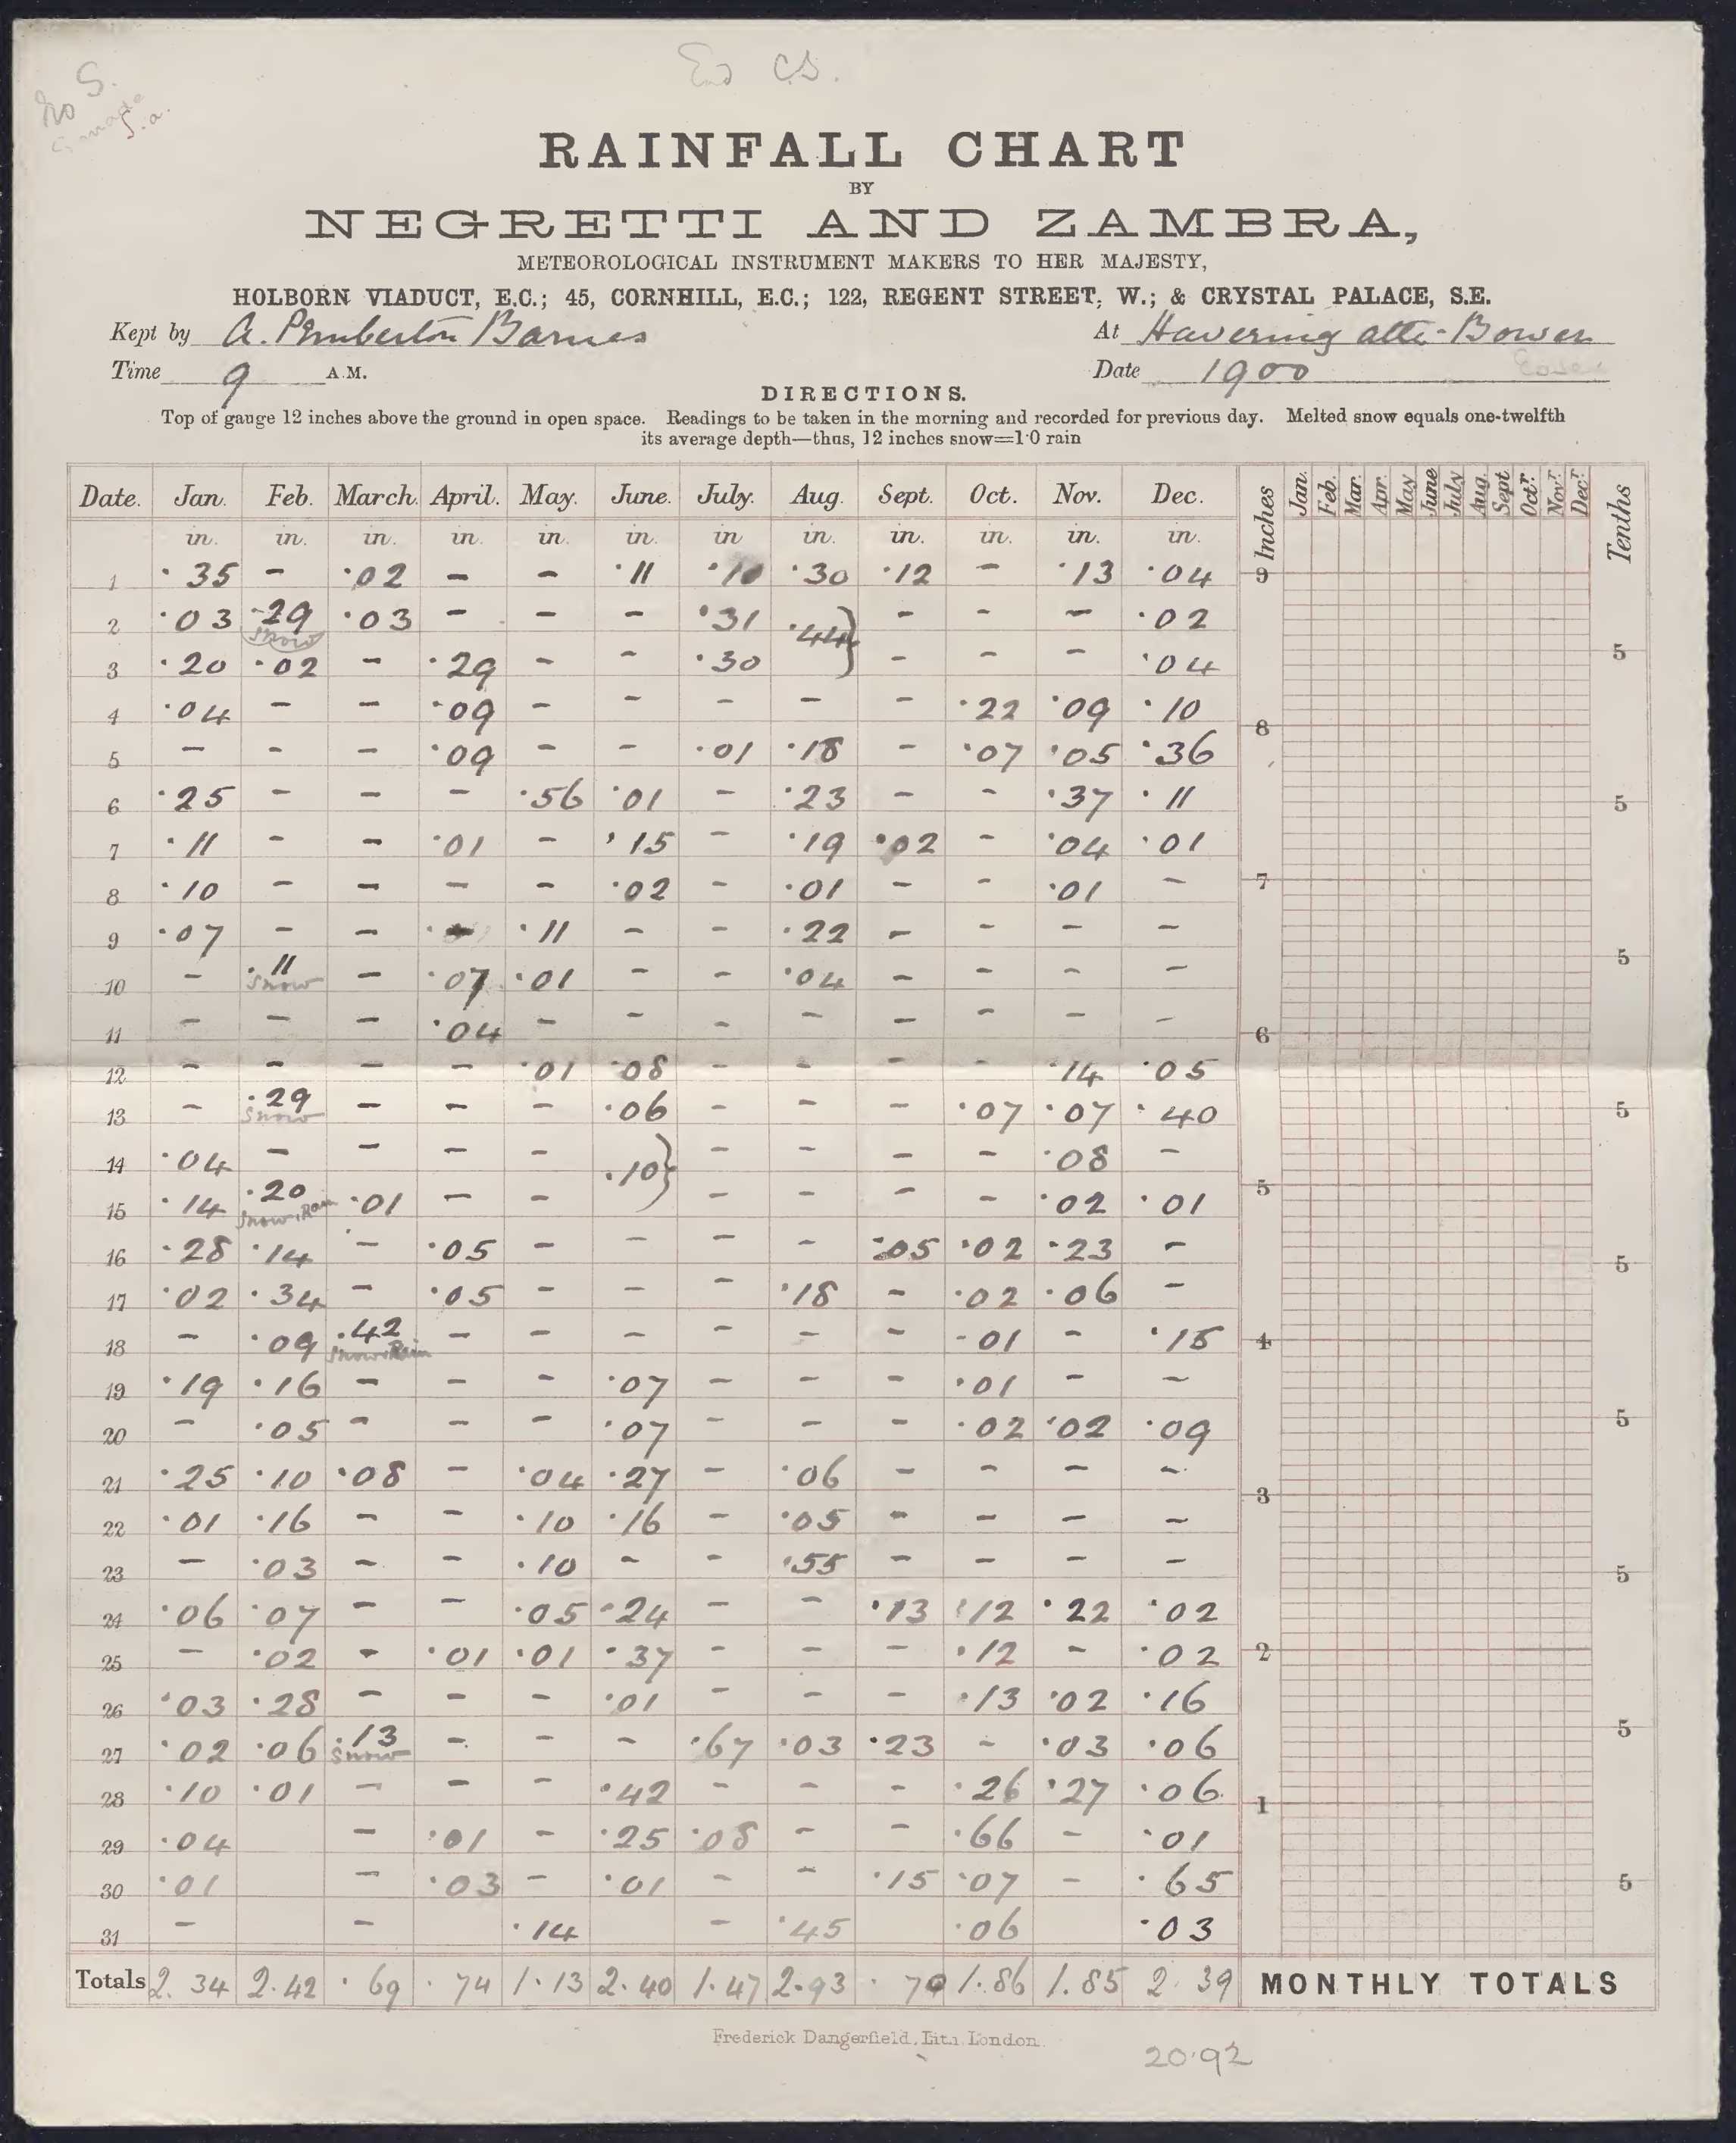 End C.S.
No S.
S.a.
RAINFALL CHART
BY
NEGRETTI AND ZAMBRA,
METEOROLOGICAL INSTRUMENT MAKERS TO HER MAJESTY,
HOLBORN VIADUCT, E.C.; 45, CORNHILL, E.C.; 122, REGENT STREET, W.; & CRYSTAL PALACE, S.E.
Kept by A. Pemberton Barnes At Havering atte-Bower
Time 9 A.M. Date 1900 Essex
DIRECTIONS.
Top of gauge 12 inches above the ground in open space. Readings to be taken in the morning and recorded for previous day. Melted snow equals one-twelfth
its average depth—thus, 12 inches snow=1·0 rain
Date. Jan. Feb. March. April. May. June. July. Aug. Sept. Oct. Nov. Dec. Inches Jan. Feb. Mar. Apr. May June July Aug. Sept Octr. Novr. Decr. Tenths
in. in. in. in. in. in. in in. in. in. in. in.
1 ·35 - ·02 - - ·11 ·10 ·30 ·12 - ·13 ·04 9
2 ·03 ·29 ·03 - - - ·31 ·44} - - - ·02
Snow
3 ·20 ·02 - ·29 - - ·30 - - - ·04 5
4 ·04 - - ·09 - - - - - ·22 ·09 ·10 8
5 - - - ·09 - - ·01 ·18 - ·07 ·05 ·36
6 ·25 - - - ·56 ·01 - ·23 - - ·37 ·11 5
7 ·11 - - ·01 - ·15 - ·19 ·02 - ·04 ·01
8 ·10 - - - - ·02 - ·01 - - ·01 - 7
9 ·07 - - - ·11 - - ·22 - - - -
10 - ·11 - ·07 ·01 - - ·04 - - - - 5
Snow
11 - - - ·04 - - - - - - - - 6
12 - - - - ·01 ·08 - - - - ·14 ·05
13 - ·29 - - - ·06 - - - ·07 ·07 ·40 5
Snow
14 ·04 - - - - ·10} - - - - ·08 -
15 ·14 ·20 ·01 - - - - - - ·02 ·01 5
Snow & Rain
16 ·28 ·14 - ·05 - - - - ·05 ·02 ·23 - 5
17 ·02 ·34 - ·05 - - - ·18 - ·02 ·06 -
18 - ·09 ·42 - - - - - - ·01 - ·15 4
Snow & Rain
19 ·19 ·16 - - - ·07 - - - ·01 - -
20 - ·05 - - - ·07 - - - ·02 ·02 ·09 5
21 ·25 ·10 ·08 - ·04 ·27 - ·06 - - - - 3
22 ·01 ·16 - - ·10 ·16 - ·05 - - - -
23 - ·03 - - ·10 - - ·55 - - - - 5
24 ·06 ·07 - - ·05 ·24 - - ·13 ·12 ·22 ·02
25 - ·02 - ·01 ·01 ·37 - - - ·12 - ·02 2
26 ·03 ·28 - - - ·01 - - - ·13 ·02 ·16
27 ·02 ·06 ·13 - - - ·67 ·03 ·23 - ·03 ·06 5
Snow
28 ·10 ·01 - - - ·42 - - - ·26 ·27 ·06 1
29 ·04 - ·01 - ·25 ·08 - - ·66 - ·01
30 ·01 - ·03 - ·01 - - ·15 ·07 - ·65 5
31 - - ·14 - ·45 ·06 ·03
Totals 2.34 2.42 ·69 ·74 1·13 2.40 1.47 2.93 ·70 1.86 1.85 2.39 MONTHLY TOTALS
Frederick Dangerfield, Lith. London.
20·92